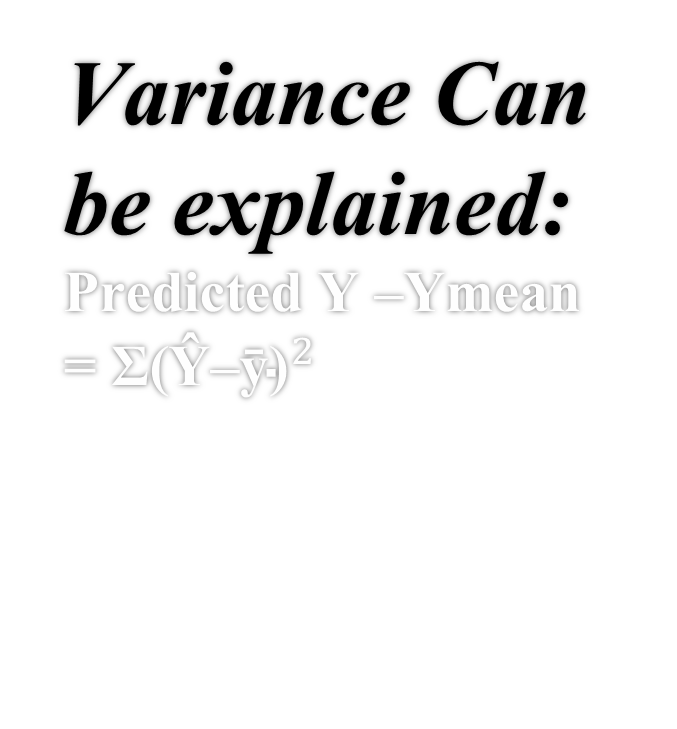 Variance Can
be explained:
Predicted Y –Ymean
= Σ(Ŷ–ȳ.)²